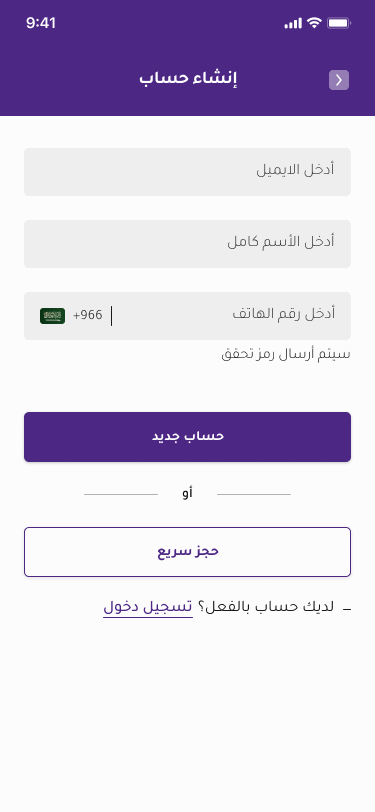 9:41
إنشاء حساب
أدخل الايميل
أدخل الأسم كامل
أدخل رقم الهاتف
+966
سيتم أرسال رمز تحقق
حساب جديد
أو
حجز سريع
– لديك حساب بالفعل؟ تسجيل دخول